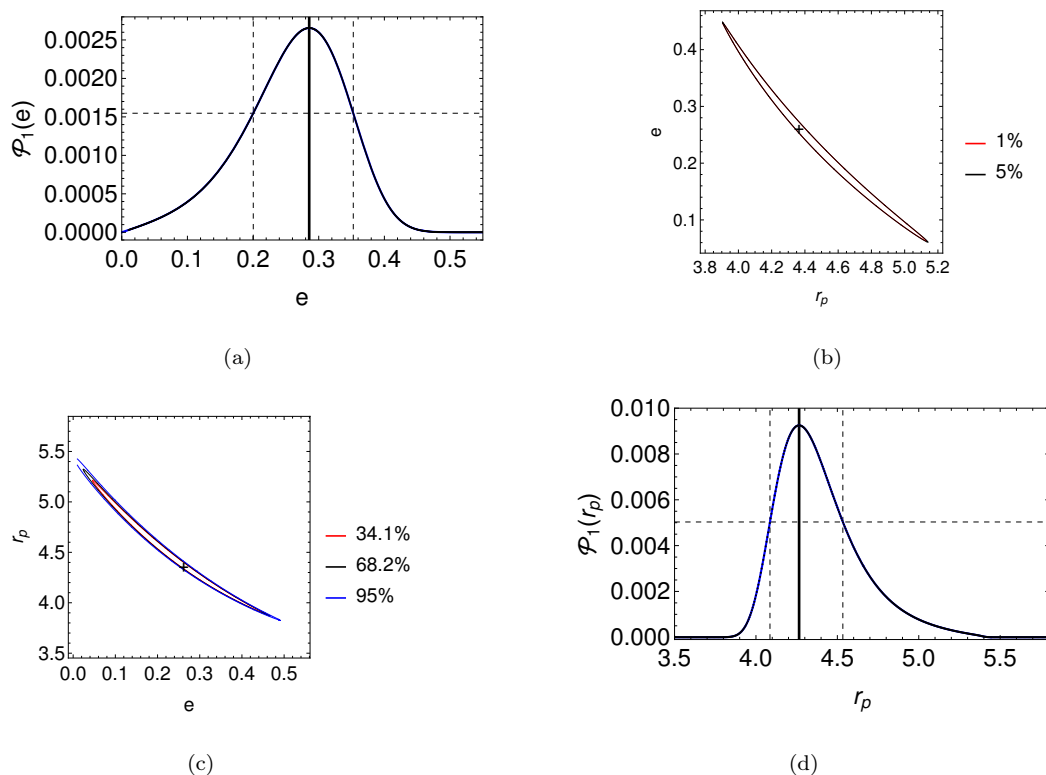 0.0025
0.0020
0.0015
0.0010
0.0005
0.0000
𝒫₁(e)
0.0 0.1 0.2 0.3 0.4 0.5
e
(a)
0.4
0.3
0.2
0.1
e
3.8 4.0 4.2 4.4 4.6 4.8 5.0 5.2
r_p
1%
5%
(b)
5.5
5.0
4.5
4.0
3.5
r_p
0.0 0.1 0.2 0.3 0.4 0.5
e
34.1%
68.2%
95%
(c)
0.010
0.008
0.006
0.004
0.002
0.000
𝒫₁(r_p)
3.5 4.0 4.5 5.0 5.5
r_p
(d)